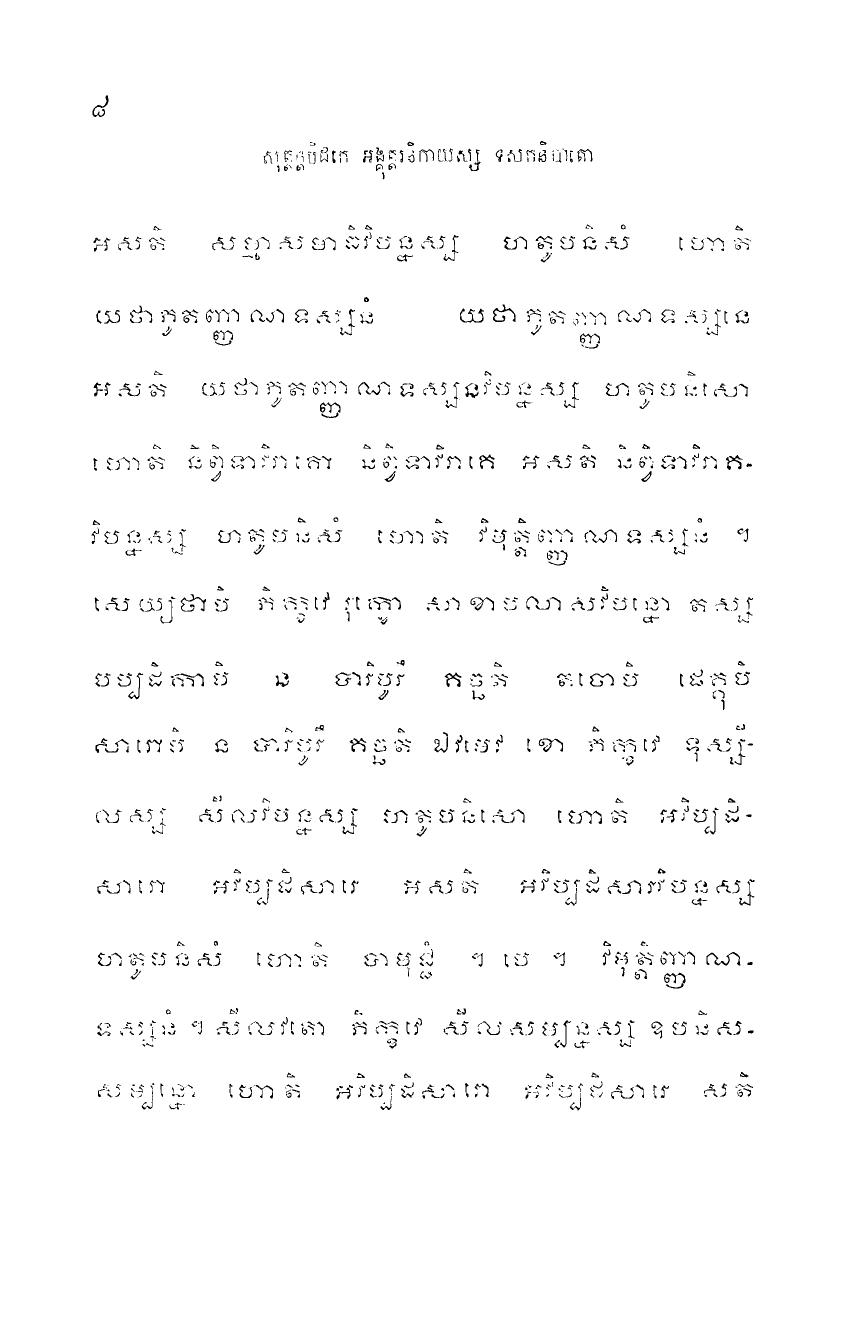 ៨
សុត្តន្តបិដកេ អង្គុត្តរនិកាយស្ស ទសកនិបាតោ
អសតិ សម្មាសមាធិវិបន្នស្ស ហតូបនិសំ ហោតិ
យថាភូតញ្ញាណទស្សនំ យថាភូតញ្ញាណទស្សនេ
អសតិ យថាភូតញ្ញាណទស្សនវិបន្នស្ស ហតូបនិសោ
ហោតិ និព្វិទាវិរាគោ និព្វិទាវិរាគេ អសតិ និព្វិទាវិរាគ-
វិបន្នស្ស ហតូបនិសំ ហោតិ វិមុត្តិញ្ញាណទស្សនំ ។
សេយ្យថាបិ ភិក្ខវេ រុក្ខោ សាខាបលាសវិបន្នោ តស្ស
បប្បដិកាបិ ន បារិបូរឹ គច្ឆតិ តចោបិ ផេគ្គុបិ
សារោបិ ន បារិបូរឹ គច្ឆតិ ឯវមេវ ខោ ភិក្ខវេ ទុស្សី-
លស្ស សីលវិបន្នស្ស ហតូបនិសោ ហោតិ អវិប្បដិ-
សារោ អវិប្បដិសារេ អសតិ អវិប្បដិសារវិបន្នស្ស
ហតូបនិសំ ហោតិ បាមុជ្ជំ ។ បេ ។ វិមុត្តិញ្ញាណ-
ទស្សនំ ។ សីលវតោ ភិក្ខវេ សីលសម្បន្នស្ស ឧបនិស-
សម្បន្នោ ហោតិ អវិប្បដិសារោ អវិប្បដិសារេ សតិ